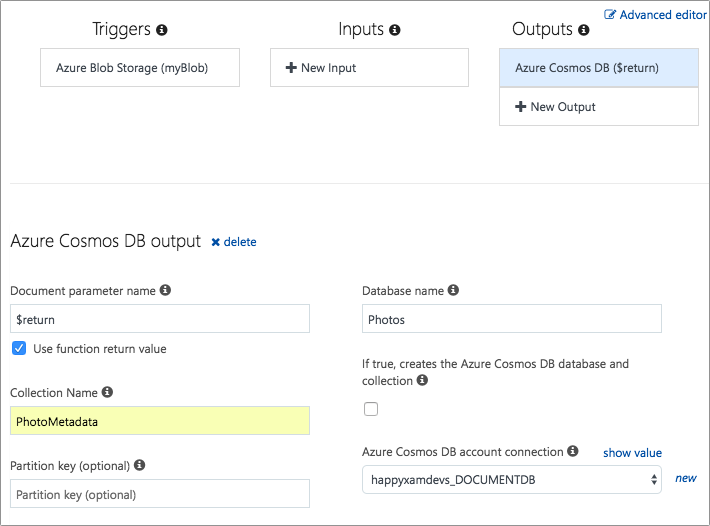 Advanced editor
Triggers
Inputs
Outputs
Azure Blob Storage (myBlob)
New Input
Azure Cosmos DB ($return)
New Output
Azure Cosmos DB output
delete
Document parameter name
$return
Use function return value
Collection Name
PhotoMetadata
Partition key (optional)
Partition key (optional)
Database name
Photos
If true, creates the Azure Cosmos DB database and
collection
Azure Cosmos DB account connection
show value
happyxamdevs_DOCUMENTDB
new